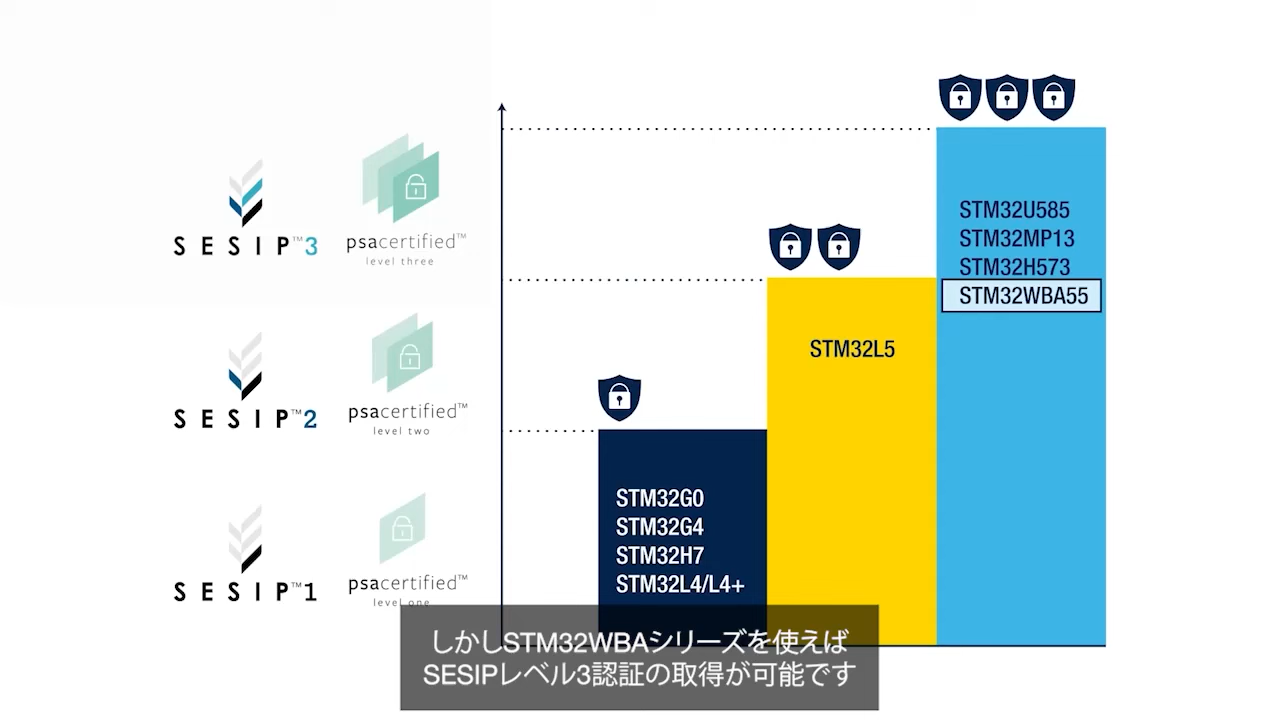 SESIP™3
psacertified™
level three
SESIP™2
psacertified™
level two
SESIP™1
psacertified™
level one
STM32G0
STM32G4
STM32H7
STM32L4/L4+
STM32L5
STM32U585
STM32MP13
STM32H573
STM32WBA55
しかしSTM32WBAシリーズを使えば
SESIPレベル3認証の取得が可能です